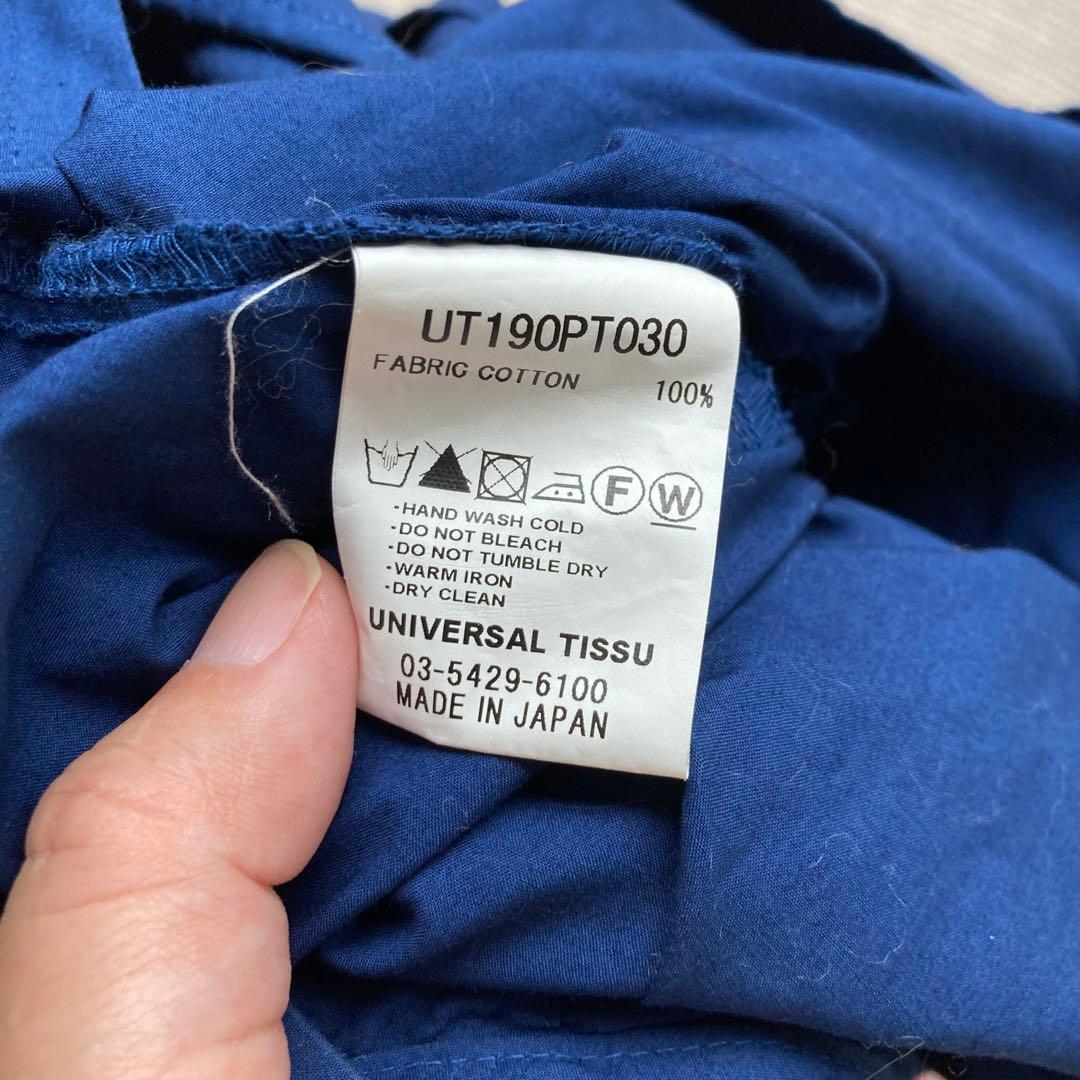 UT190PT030
FABRIC COTTON 100%
F W
-HAND WASH COLD
-DO NOT BLEACH
-DO NOT TUMBLE DRY
-WARM IRON
-DRY CLEAN
UNIVERSAL TISSU
03-5429-6100
MADE IN JAPAN